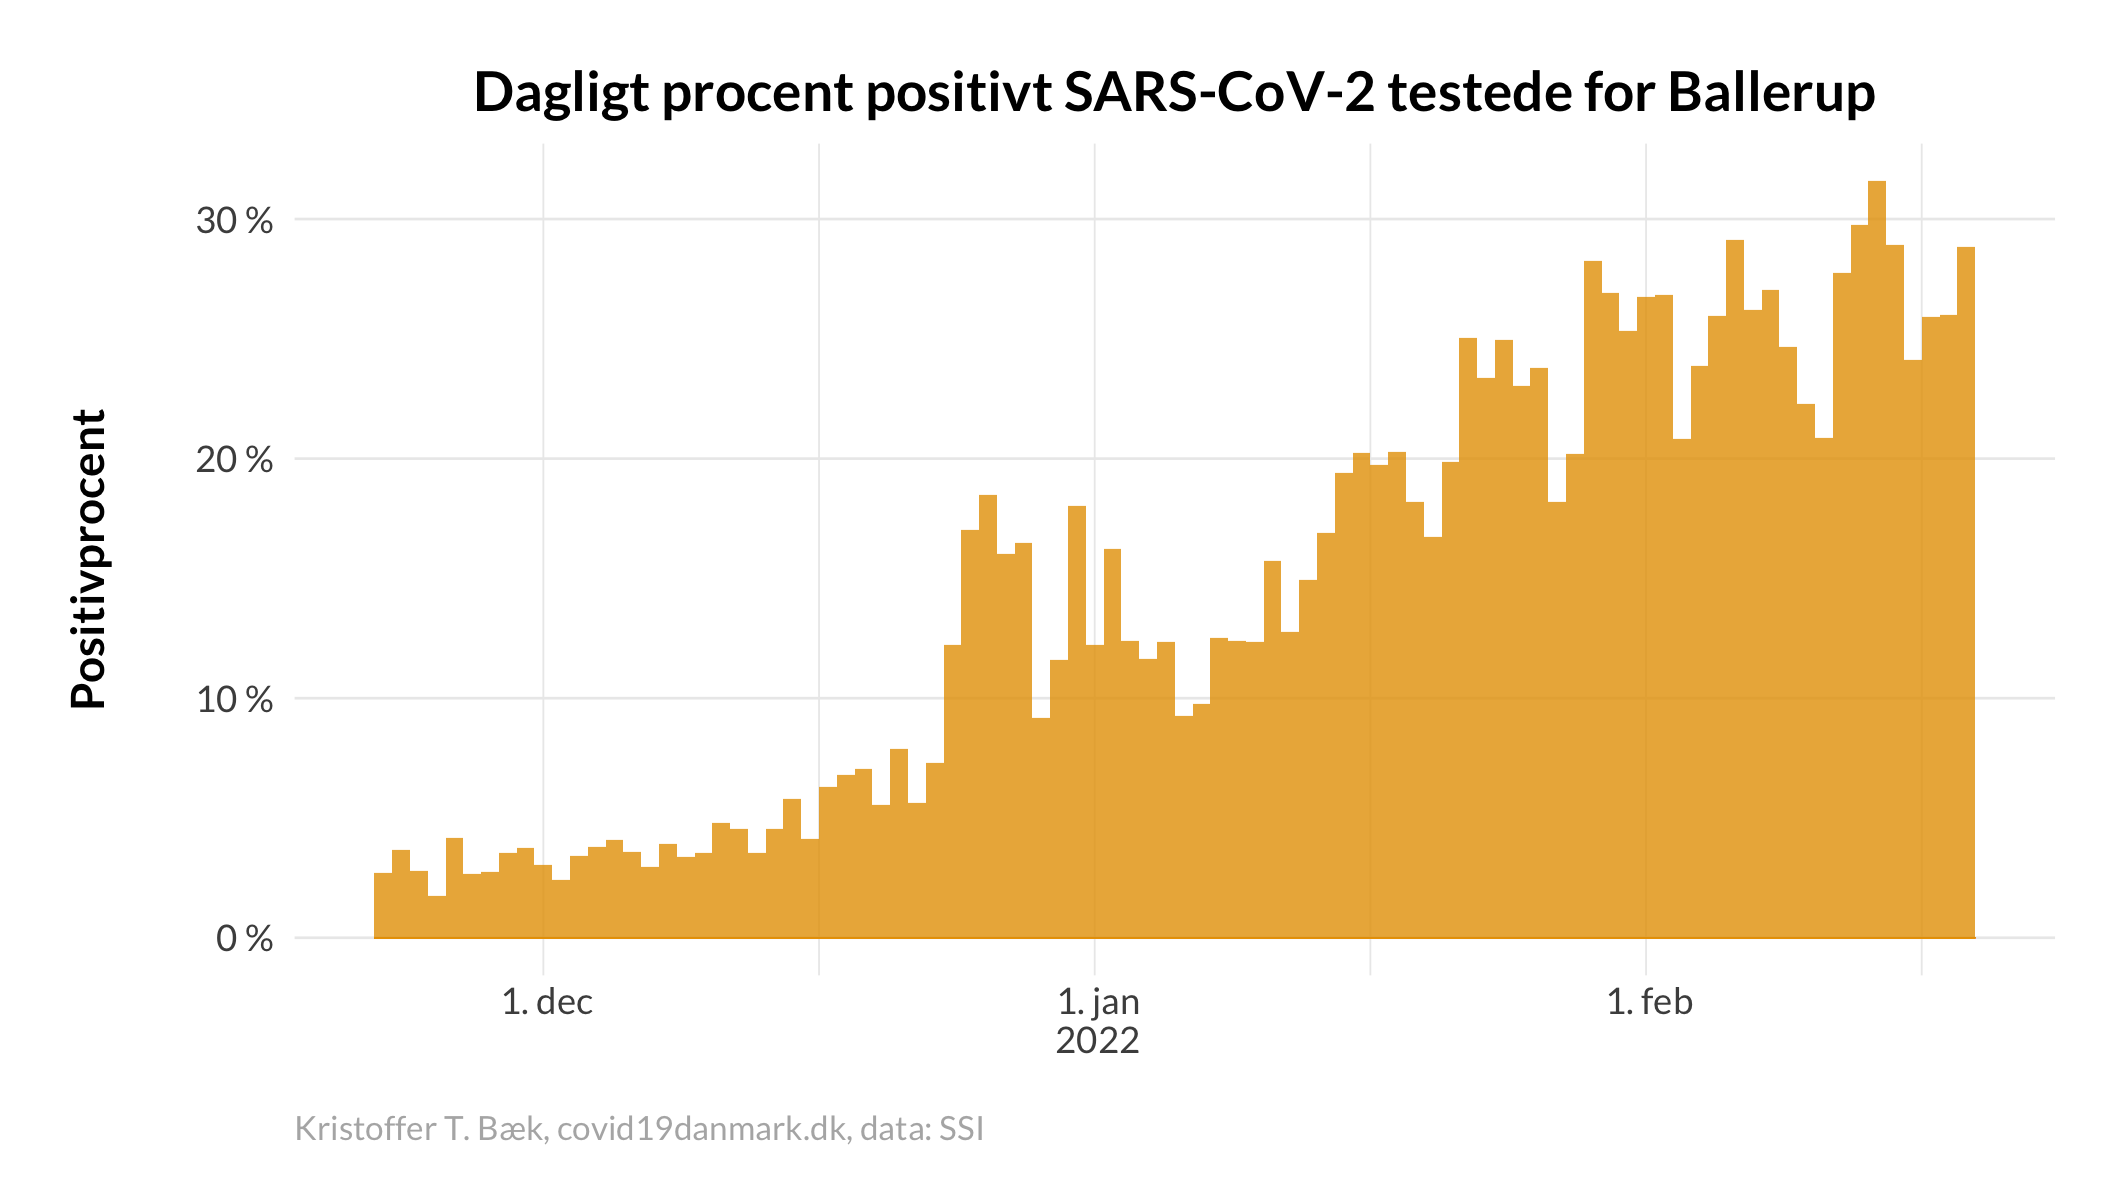 Dagligt procent positivt SARS-CoV-2 testede for Ballerup
Positivprocent
30 %
20 %
10 %
0 %
1. dec
1. jan
2022
1. feb
Kristoffer T. Bæk, covid19danmark.dk, data: SSI